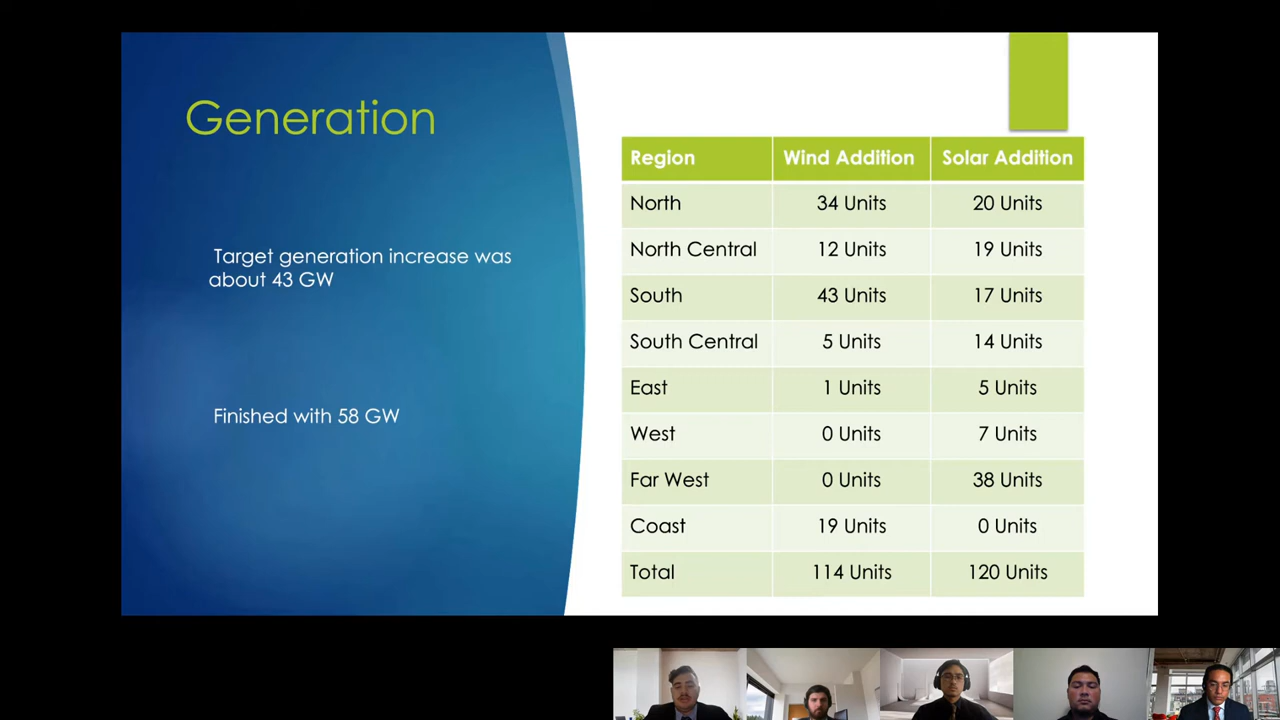 Generation
Target generation increase was
about 43 GW
Finished with 58 GW
Region Wind Addition Solar Addition
North 34 Units 20 Units
North Central 12 Units 19 Units
South 43 Units 17 Units
South Central 5 Units 14 Units
East 1 Units 5 Units
West 0 Units 7 Units
Far West 0 Units 38 Units
Coast 19 Units 0 Units
Total 114 Units 120 Units